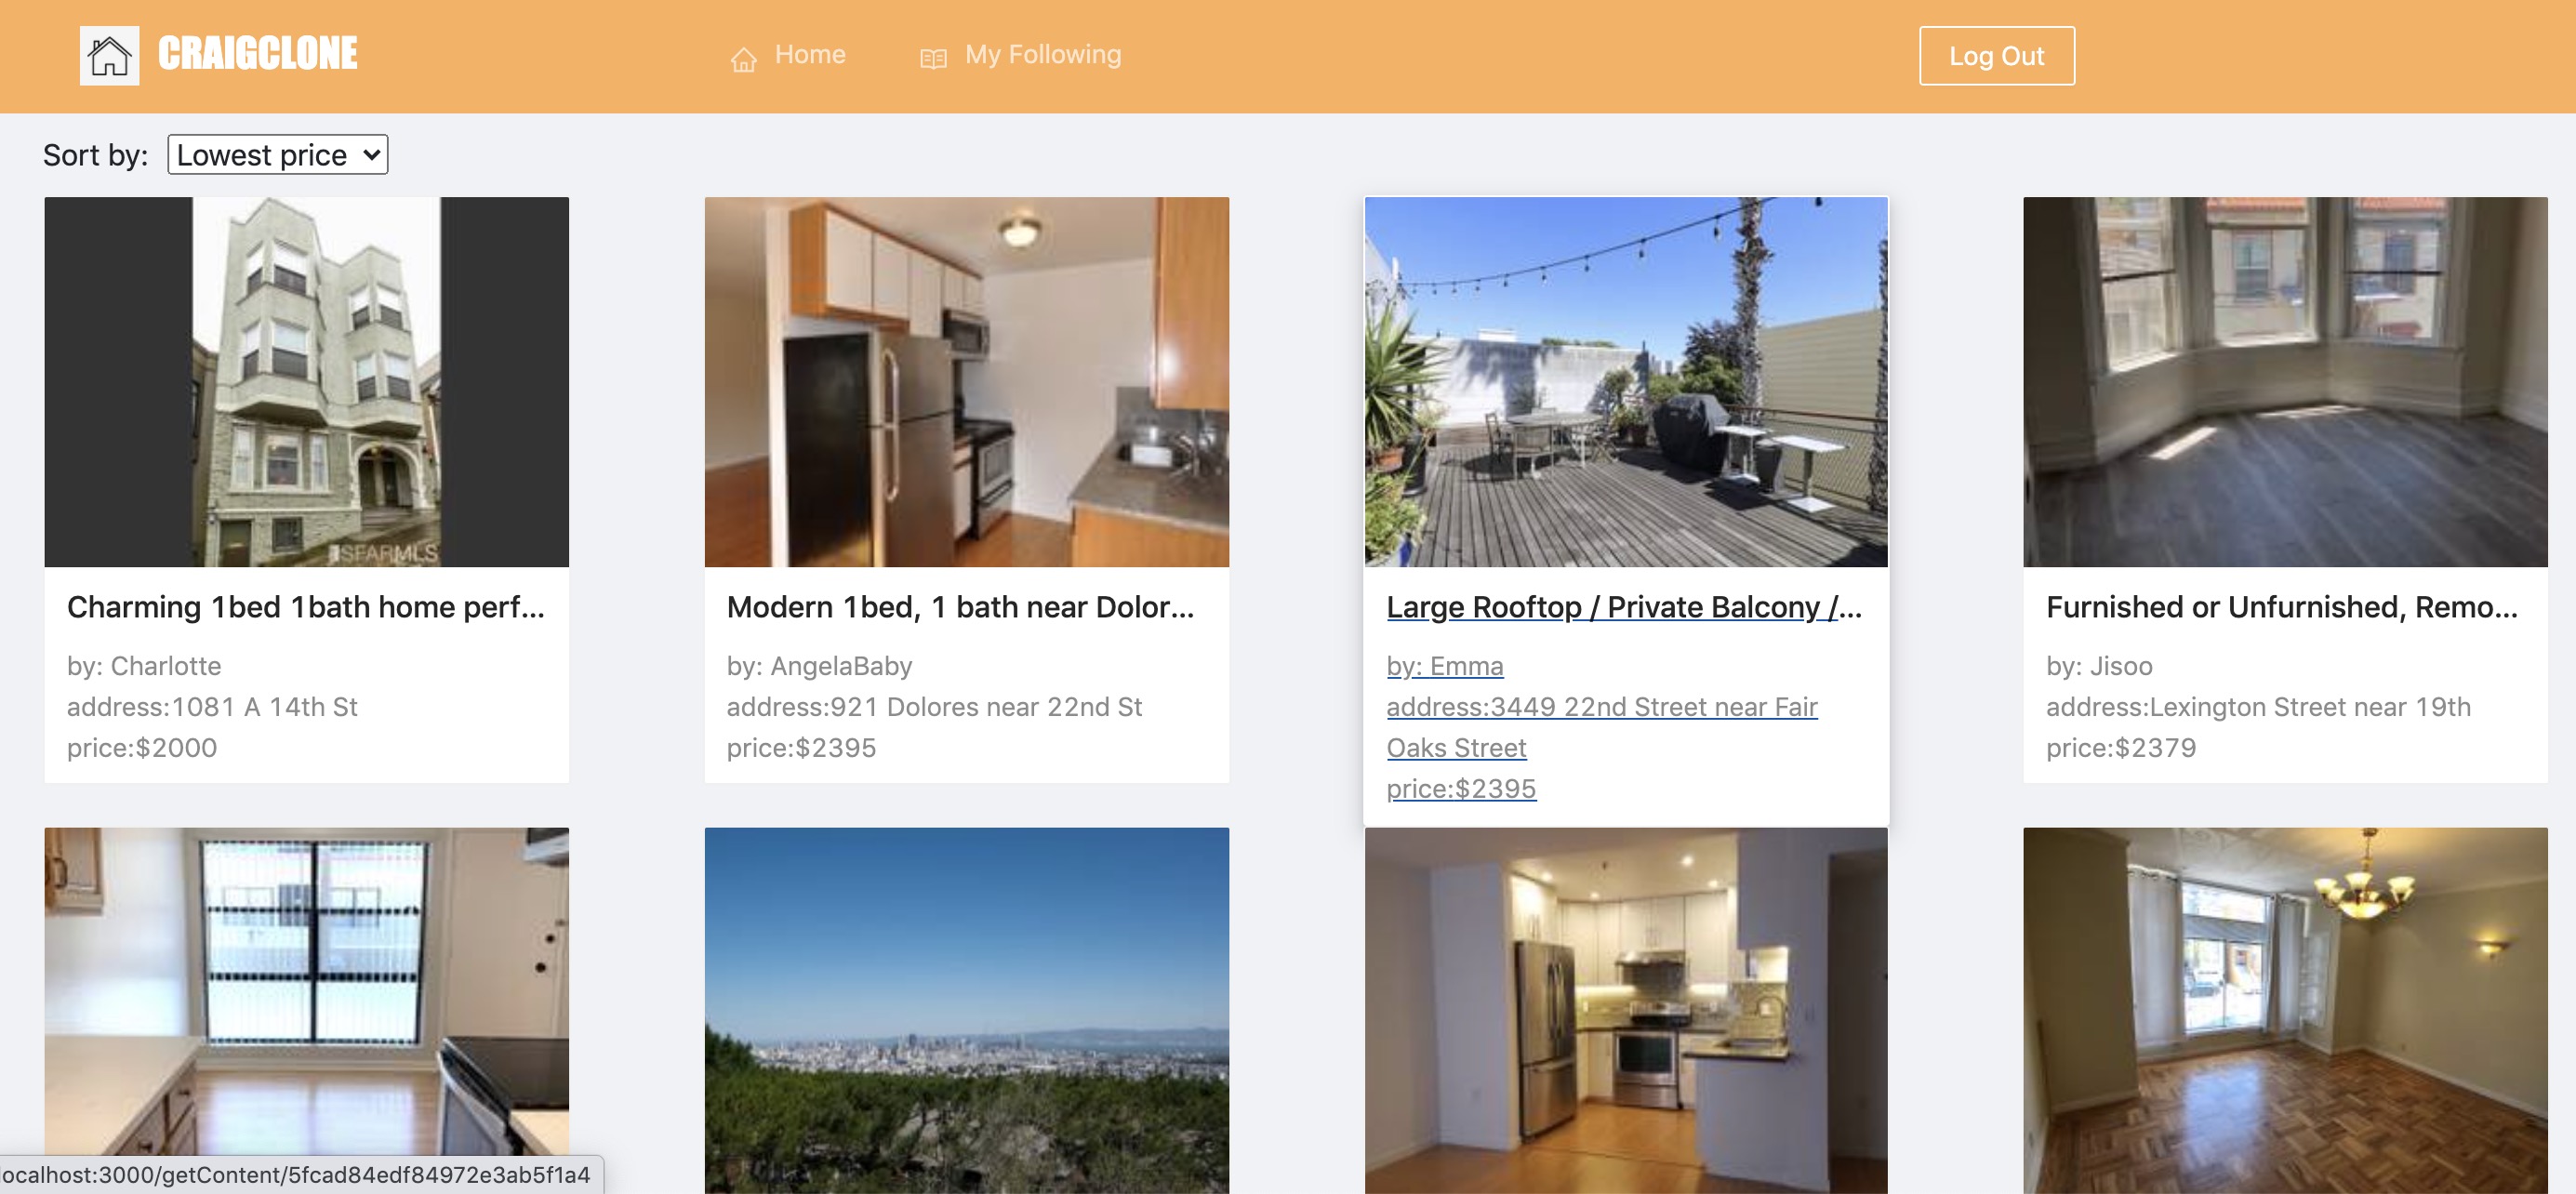 CRAIGCLONE
Home
My Following
Log Out
Sort by: Lowest price
SFARMLS
Charming 1bed 1bath home perf...
by: Charlotte
address:1081 A 14th St
price:$2000
Modern 1bed, 1 bath near Dolor...
by: AngelaBaby
address:921 Dolores near 22nd St
price:$2395
Large Rooftop / Private Balcony /...
by: Emma
address:3449 22nd Street near Fair
Oaks Street
price:$2395
Furnished or Unfurnished, Remo...
by: Jisoo
address:Lexington Street near 19th
price:$2379
localhost:3000/getContent/5fcad84edf84972e3ab5f1a4